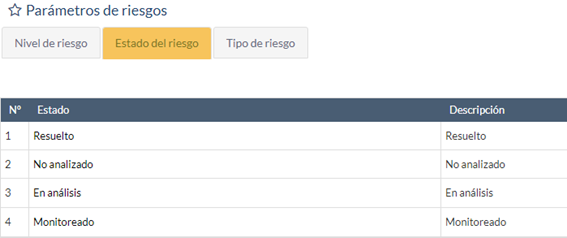 Parámetros de riesgos
Nivel de riesgo Estado del riesgo Tipo de riesgo
Nº Estado Descripción
1 Resuelto Resuelto
2 No analizado No analizado
3 En análisis En análisis
4 Monitoreado Monitoreado